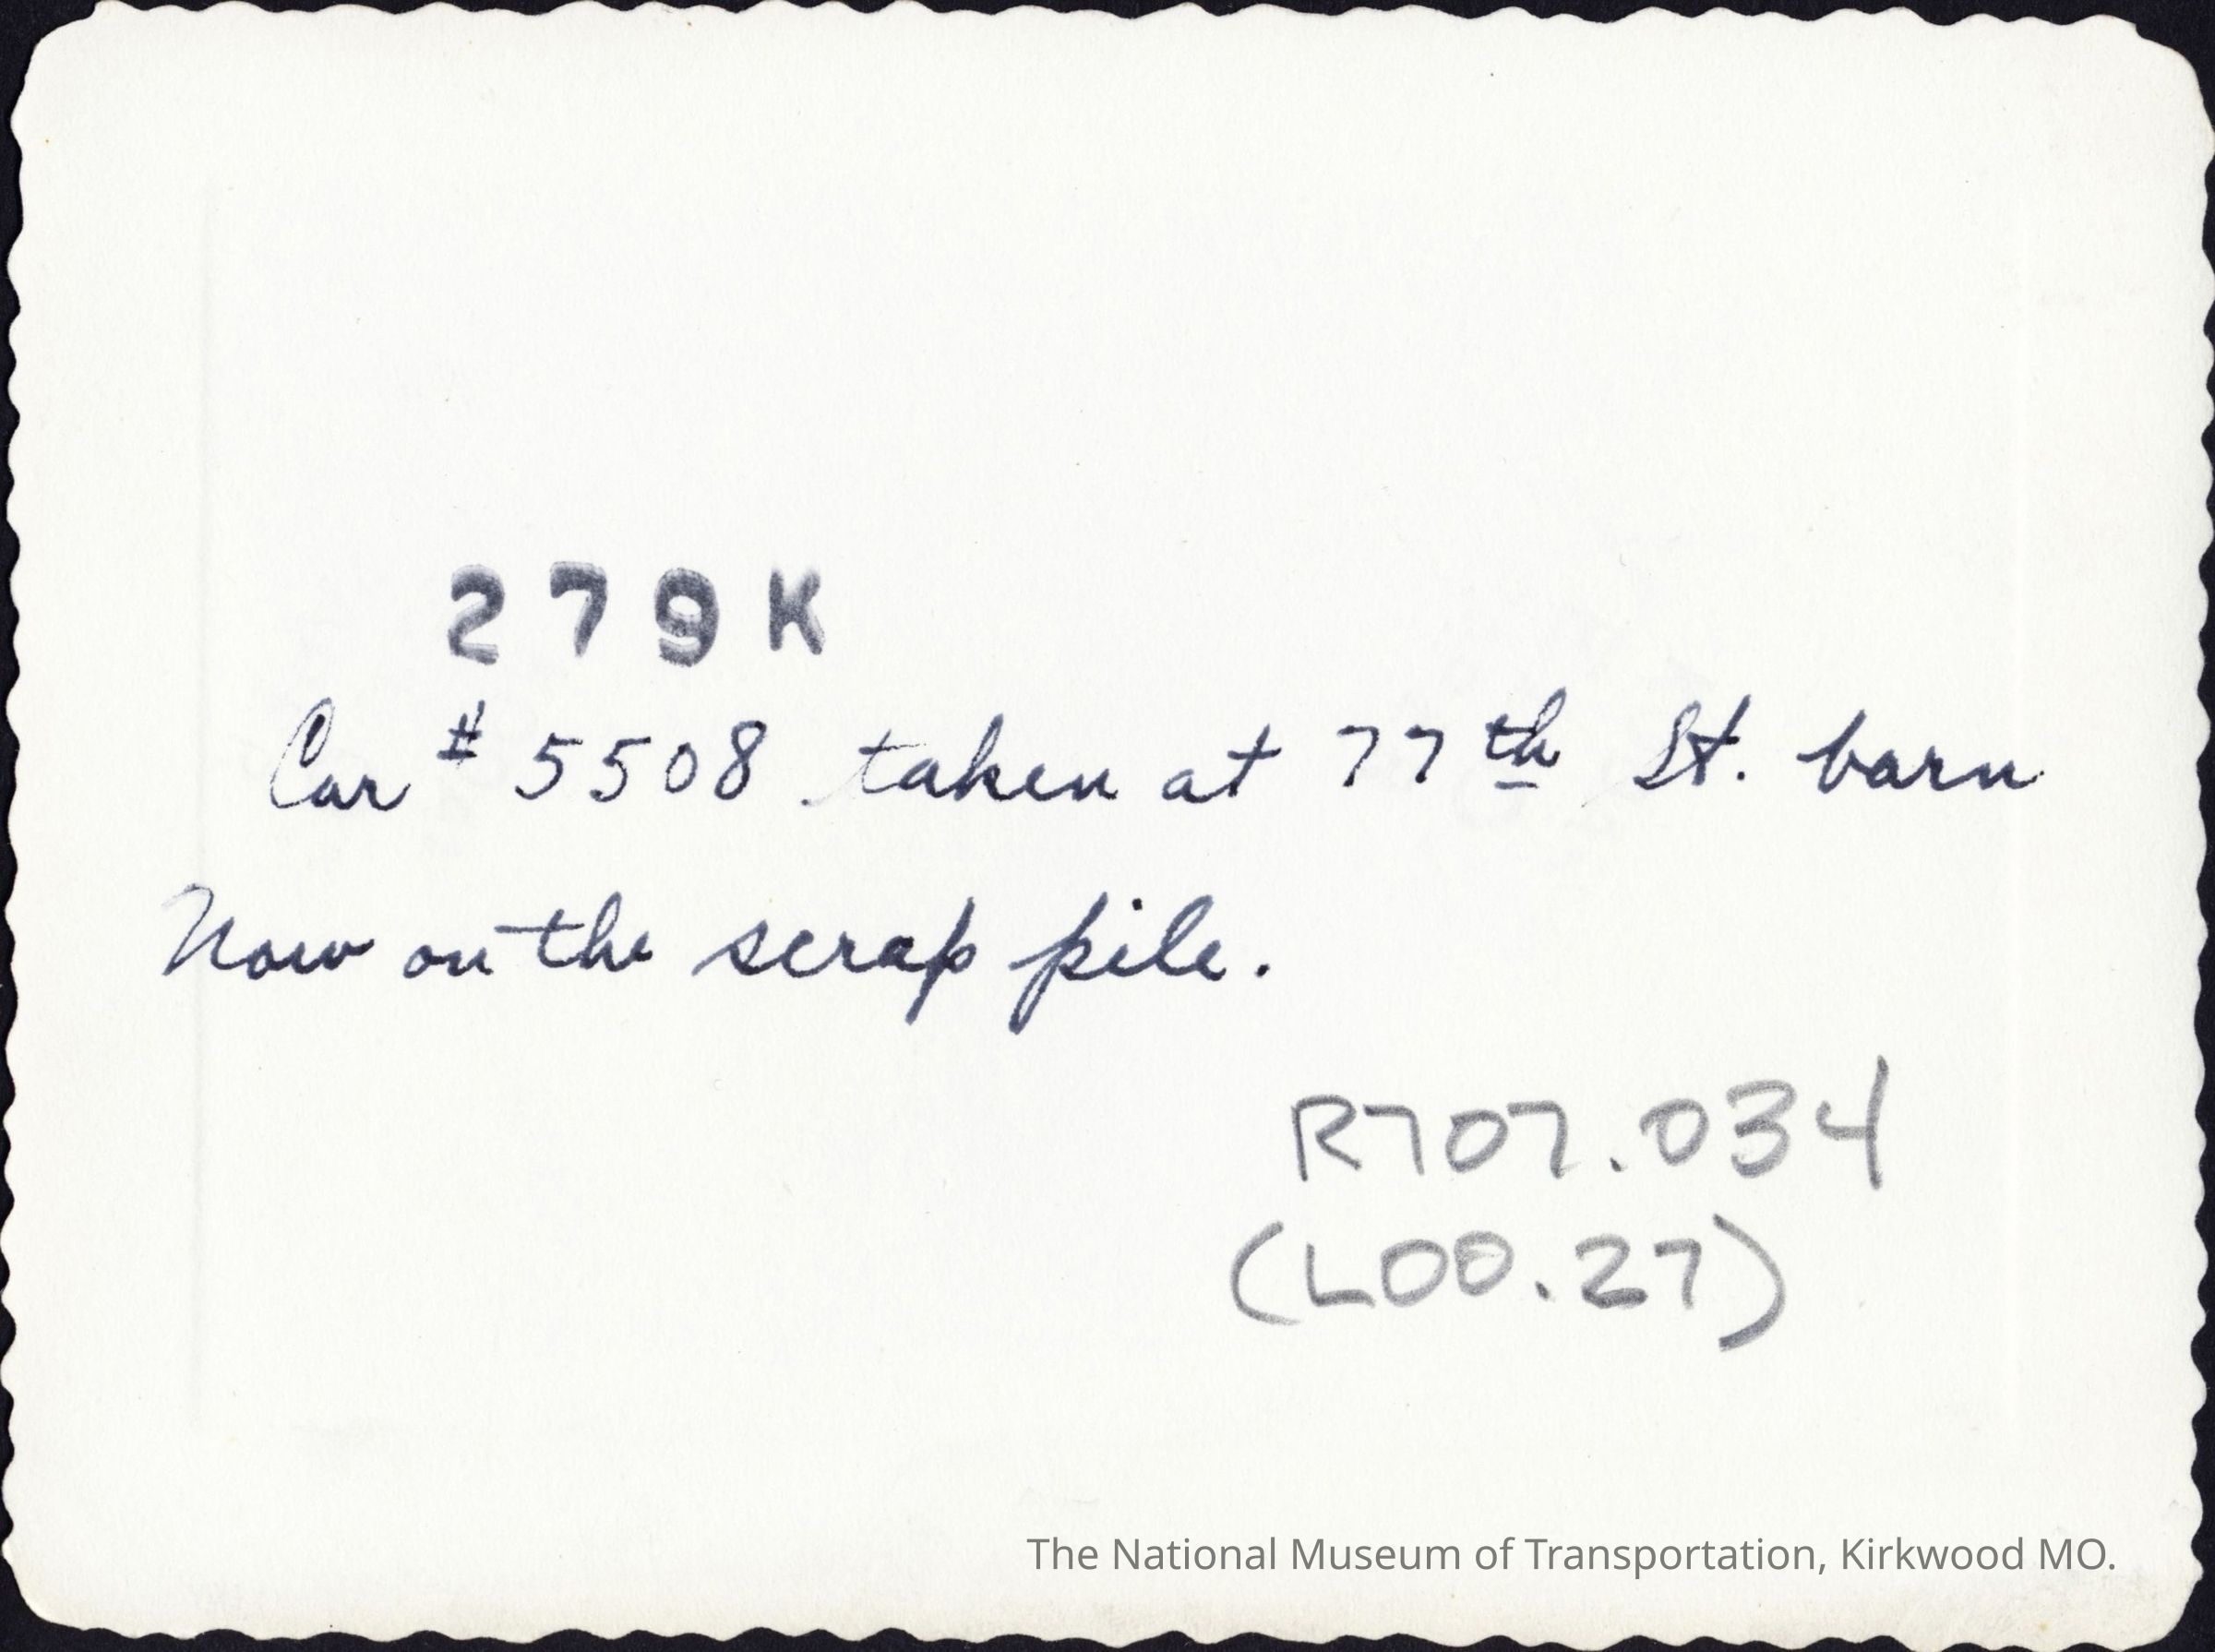 279K
Car # 5508 taken at 77th St. barn
Now on the scrap pile.
R707.034
(L00.27)
The National Museum of Transportation, Kirkwood MO.